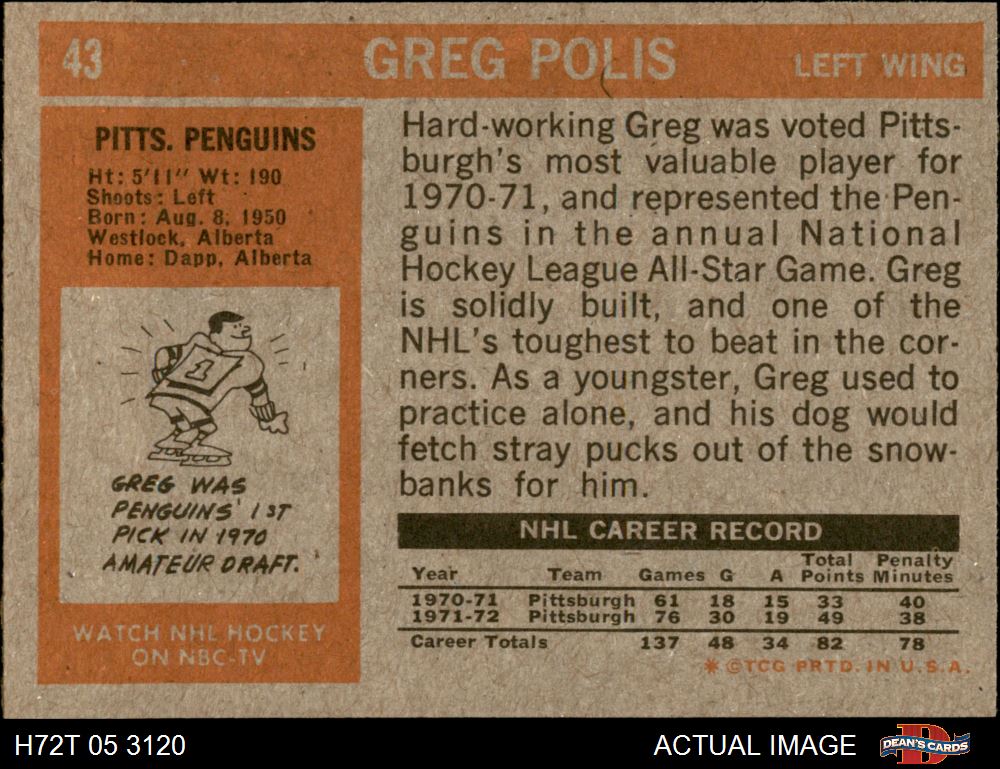 43 GREG POLIS LEFT WING
PITTS. PENGUINS
Ht: 5'11" Wt: 190
Shoots: Left
Born: Aug. 8, 1950
Westlock, Alberta
Home: Dapp, Alberta
1
GREG WAS
PENGUINS' 1ST
PICK IN 1970
AMATEUR DRAFT.
WATCH NHL HOCKEY
ON NBC-TV
Hard-working Greg was voted Pitts-
burgh's most valuable player for
1970-71, and represented the Pen-
guins in the annual National
Hockey League All-Star Game. Greg
is solidly built, and one of the
NHL's toughest to beat in the cor-
ners. As a youngster, Greg used to
practice alone, and his dog would
fetch stray pucks out of the snow-
banks for him.
NHL CAREER RECORD
Total Penalty
Year Team Games G A Points Minutes
1970-71 Pittsburgh 61 18 15 33 40
1971-72 Pittsburgh 76 30 19 49 38
Career Totals 137 48 34 82 78
* ©TCG PRTD. IN U.S.A.
H72T 05 3120 ACTUAL IMAGE DEAN'S CARDS